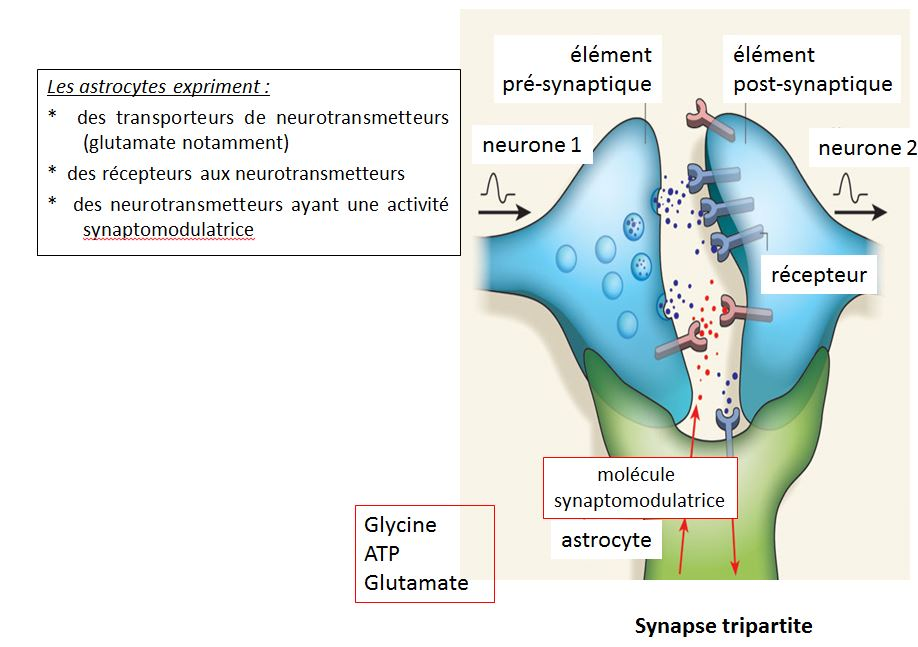 élément
pré-synaptique
élément
post-synaptique
Les astrocytes expriment :
* des transporteurs de neurotransmetteurs
(glutamate notamment)
* des récepteurs aux neurotransmetteurs
* des neurotransmetteurs ayant une activité
synaptomodulatrice
neurone 1
neurone 2
récepteur
molécule
synaptomodulatrice
astrocyte
Glycine
ATP
Glutamate
Synapse tripartite